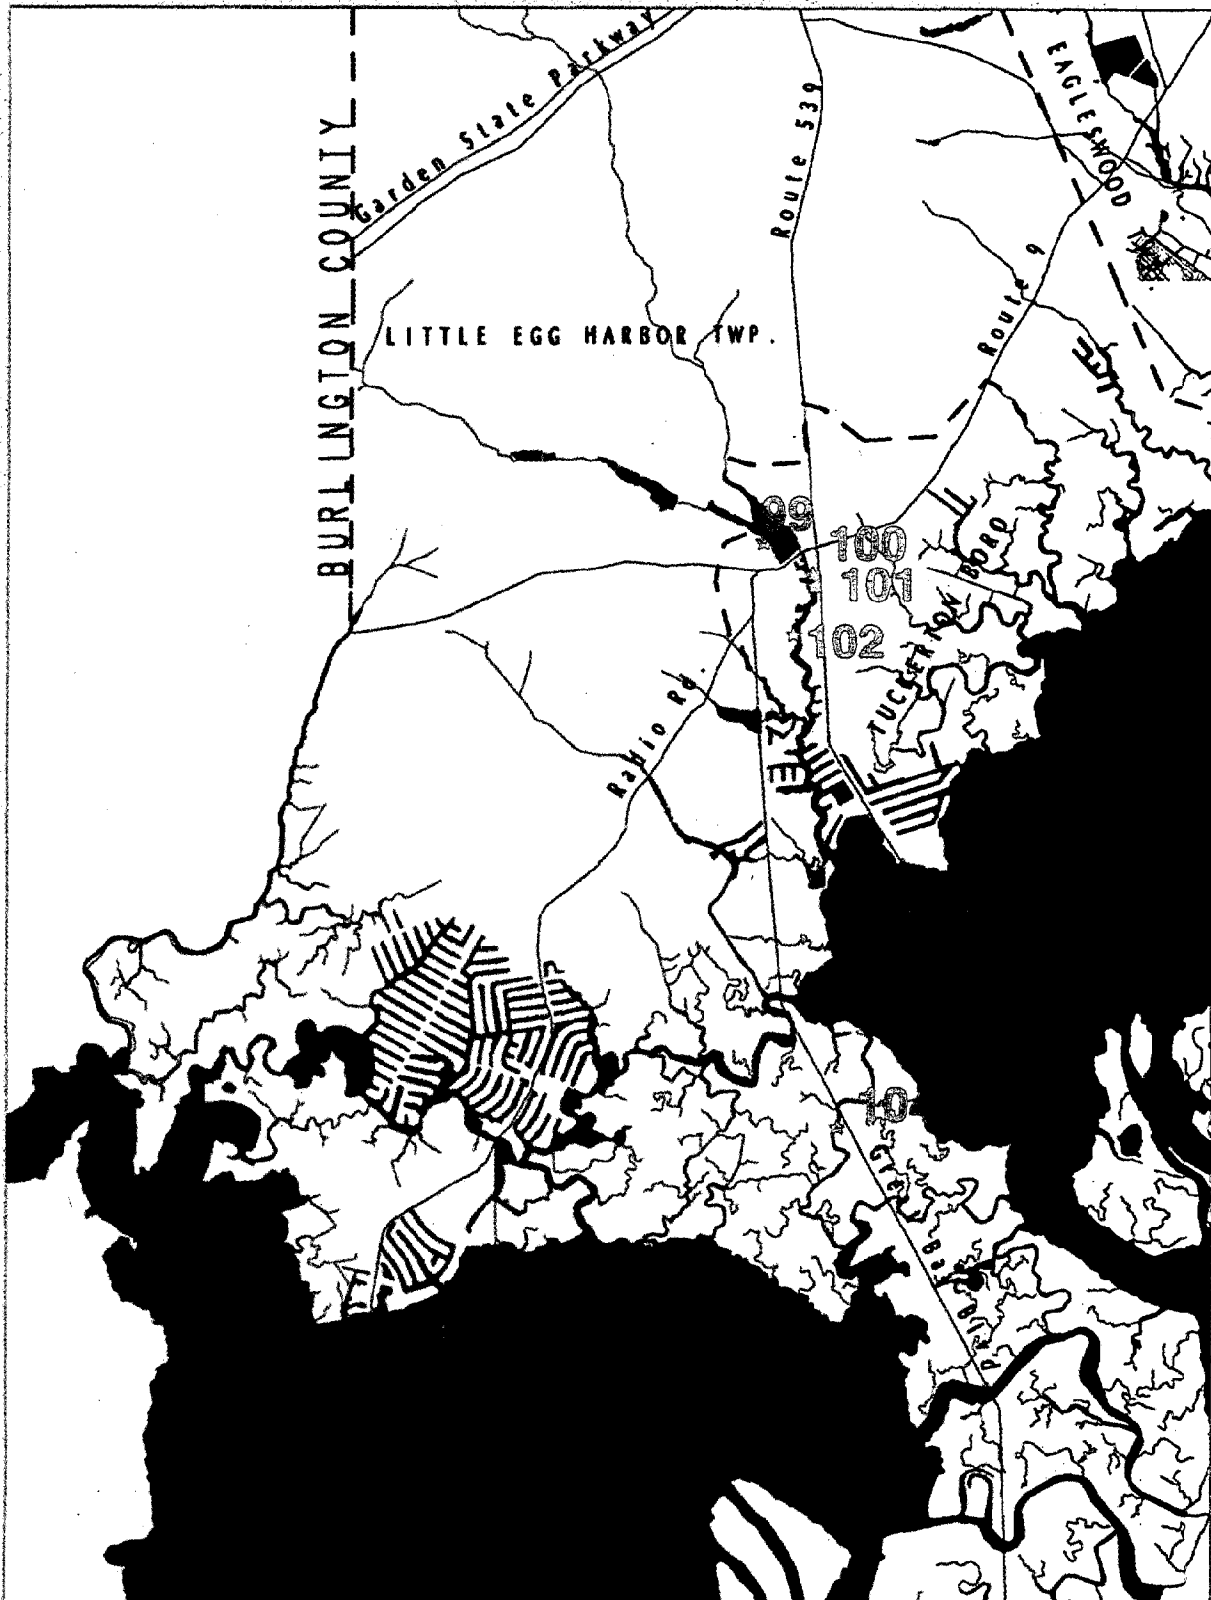 Garden State Parkway
Route 539
EAGLESWOOD
BURLINGTON COUNTY
Route 9
LITTLE EGG HARBOR TWP.
99
100
101
102
TUCKERTON BORO
Radio Rd.
10